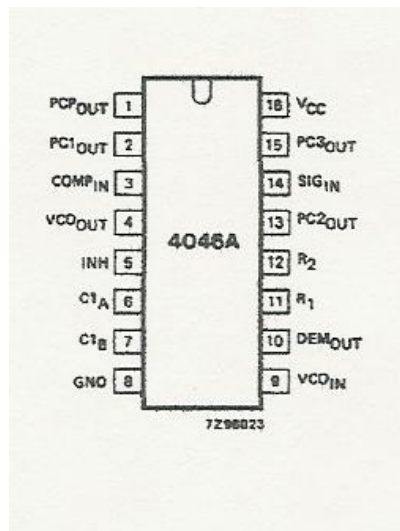 PCPOUT 1
PC1OUT 2
COMPIN 3
VCOOUT 4
INH 5
C1A 6
C1B 7
GND 8
4046A
16 VCC
15 PC3OUT
14 SIGIN
13 PC2OUT
12 R2
11 R1
10 DEMOUT
9 VCOIN
7Z96823